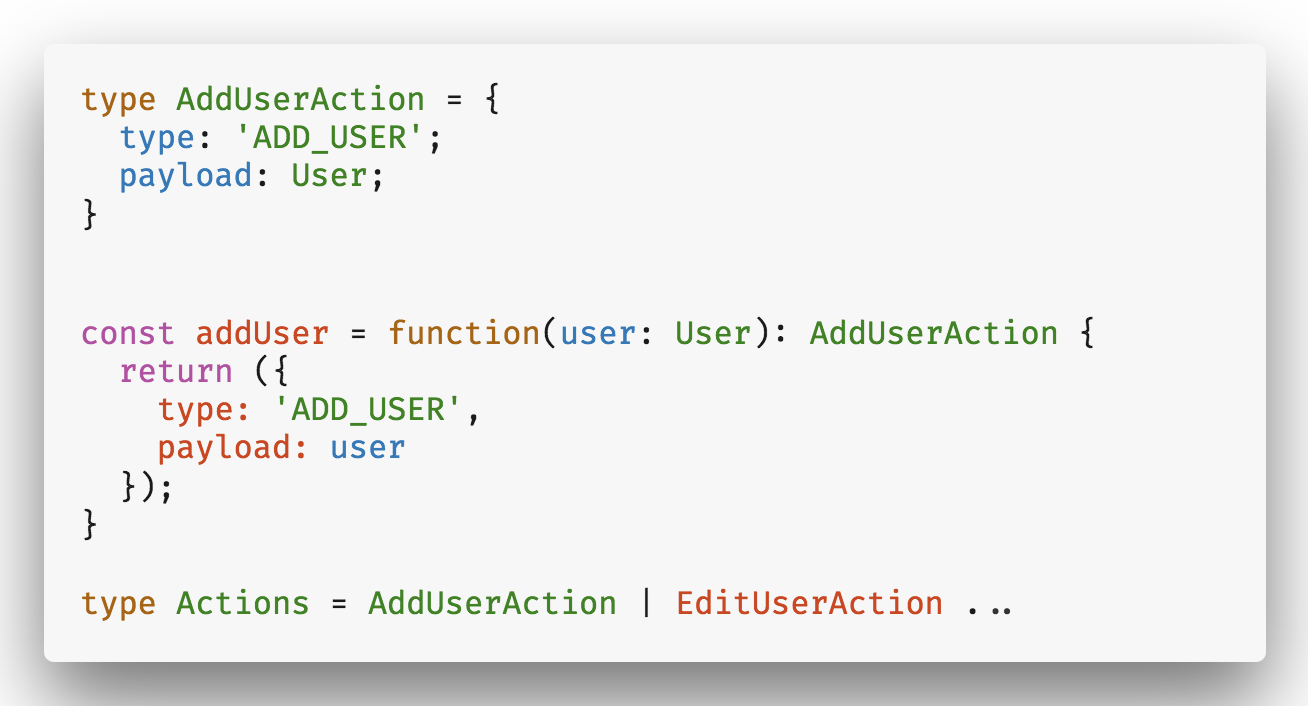 type AddUserAction = {
  type: 'ADD_USER';
  payload: User;
}
const addUser = function(user: User): AddUserAction {
  return ({
    type: 'ADD_USER',
    payload: user
  });
}
type Actions = AddUserAction | EditUserAction ...